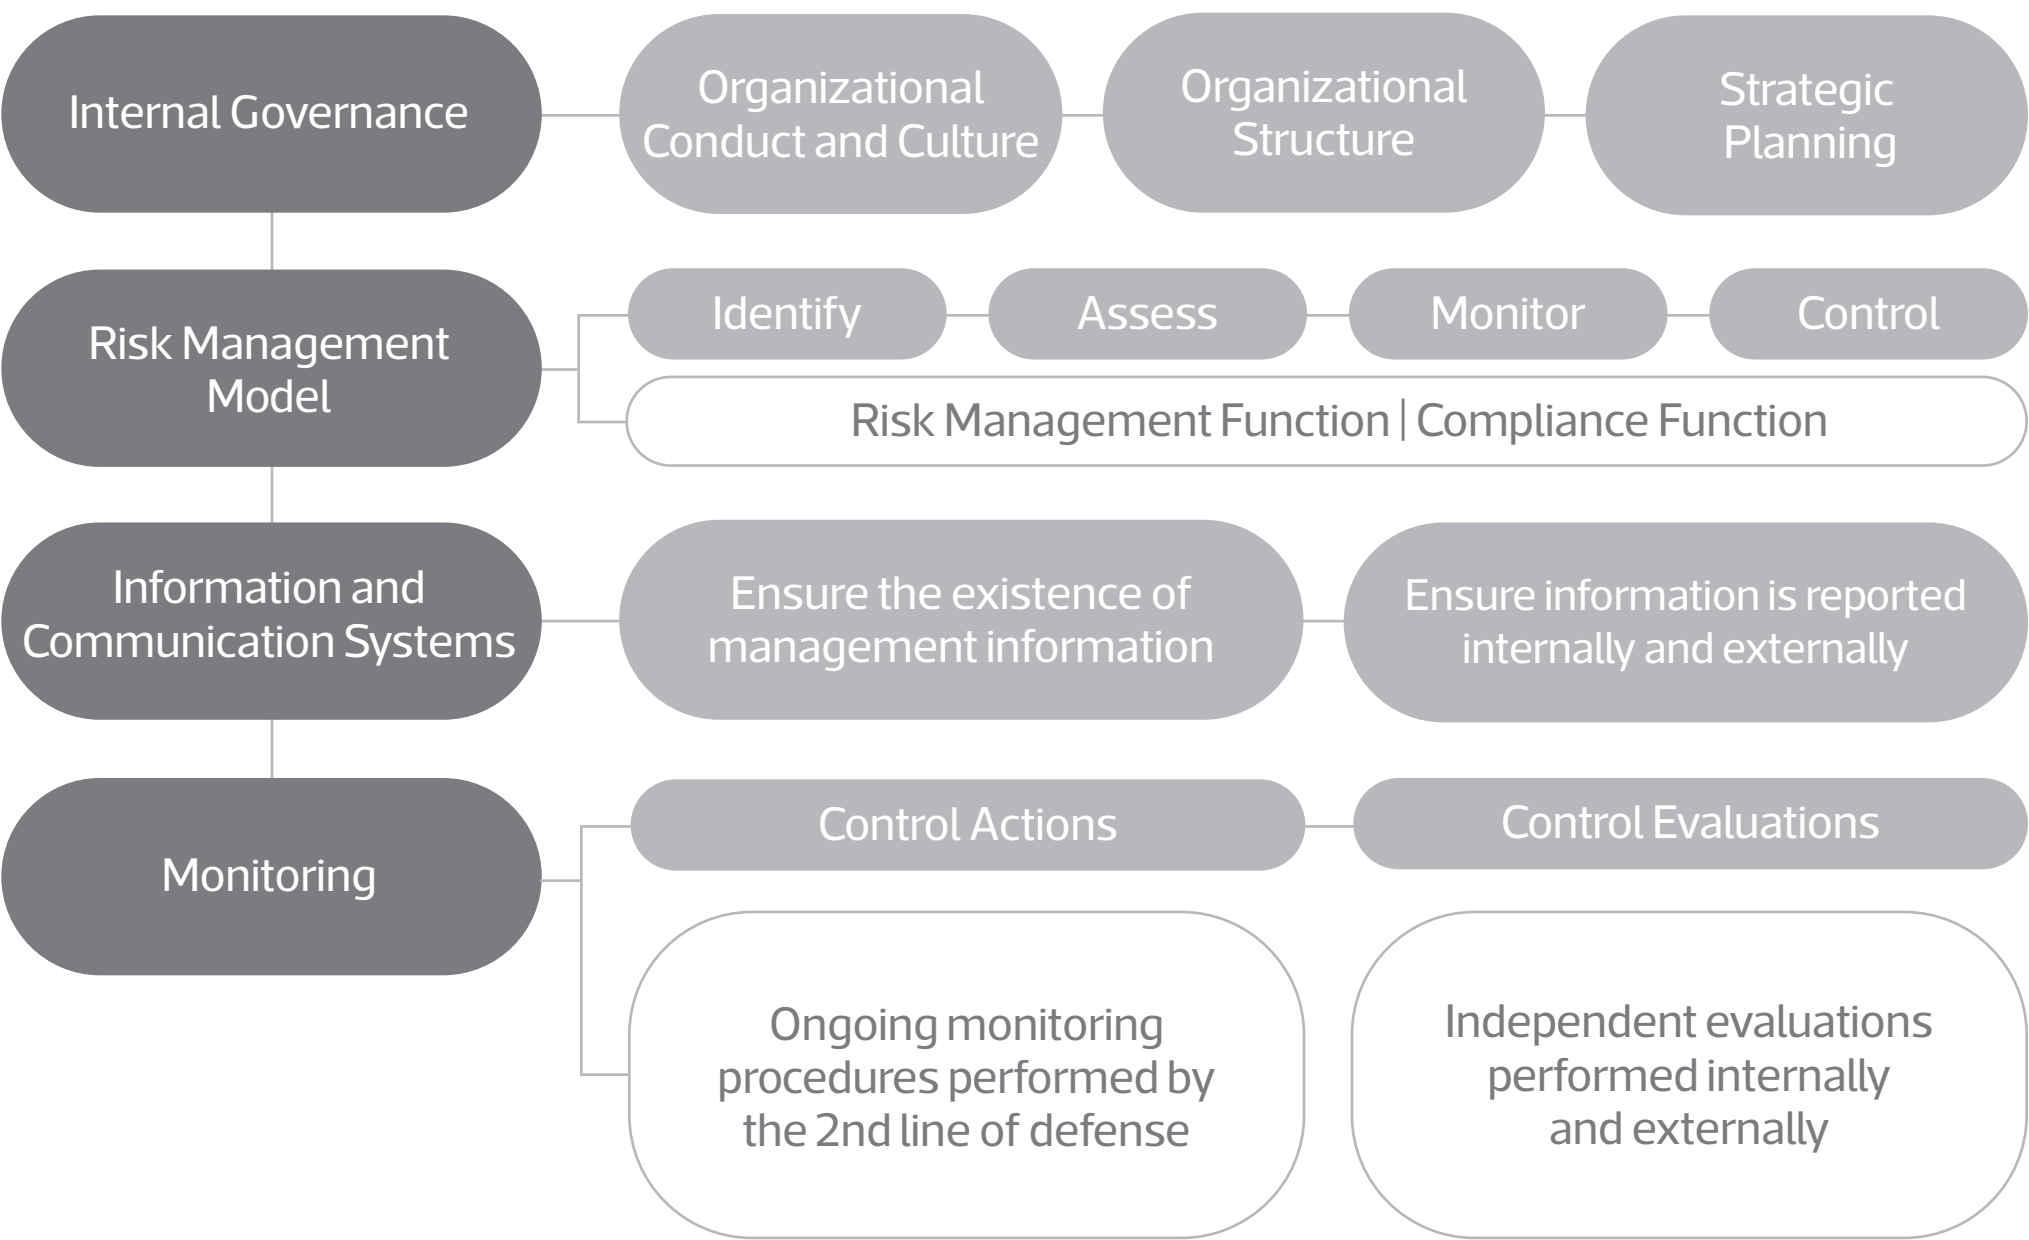 Internal Governance
Organizational
Conduct and Culture
Organizational
Structure
Strategic
Planning
Risk Management
Model
Identify
Assess
Monitor
Control
Risk Management Function | Compliance Function
Information and
Communication Systems
Ensure the existence of
management information
Ensure information is reported
internally and externally
Monitoring
Control Actions
Control Evaluations
Ongoing monitoring
procedures performed by
the 2nd line of defense
Independent evaluations
performed internally
and externally